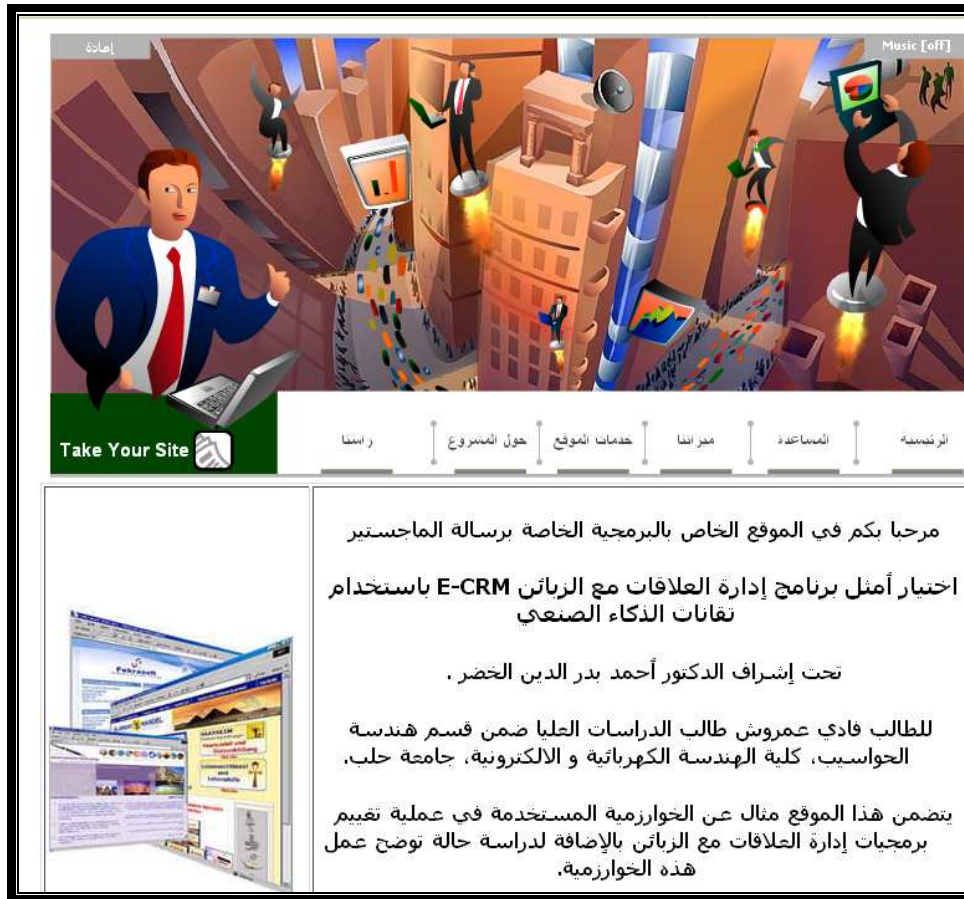 إعادة
Music [off]
Take Your Site
الرئيسية
المساعدة
ميزاتنا
خدمات الموقع
حول المشروع
راسلنا
مرحبا بكم في الموقع الخاص بالبرمجية الخاصة برسالة الماجستير
اختيار أمثل برنامج إدارة العلاقات مع الزبائن E-CRM باستخدام
تقانات الذكاء الصنعي
تحت إشراف الدكتور أحمد بدر الدين الخضر .
للطالب فادي عمروش طالب الدراسات العليا ضمن قسم هندسة
الحواسيب، كلية الهندسة الكهربائية و الالكترونية، جامعة حلب.
يتضمن هذا الموقع مثال عن الخوارزمية المستخدمة في عملية تقييم
برمجيات إدارة العلاقات مع الزبائن بالإضافة لدراسة حالة توضح عمل
هذه الخوارزمية.